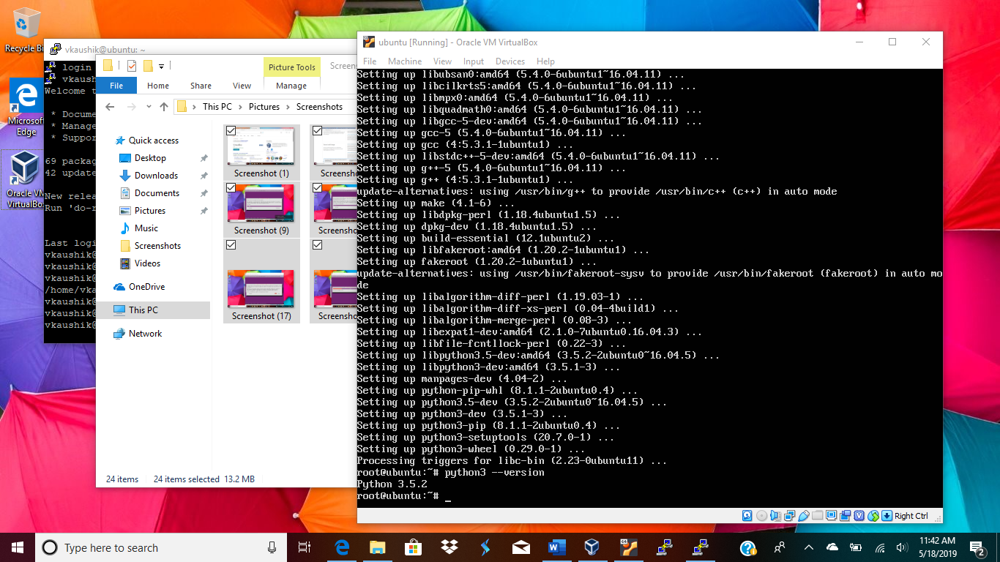 Recycle Bi
Microsoft
Edge
Oracle VM
VirtualBox
vkaushik@ubuntu: ~
login
vkaush
Welcome t
* Docume
* Manage
* Suppor
69 packag
42 update
New relea
Run 'do-r
Last logi
vkaushik@
vkaushik@
vkaushik@
/home/vka
vkaushik@
vkaushik@
vkaushik@
Picture Tools
Screens
File Home Share View Manage
This PC Pictures Screenshots
Quick access
Desktop
Downloads
Documents
Pictures
Music
Screenshots
Videos
OneDrive
This PC
Network
Screenshot (1)
Screensho
Screenshot (9)
Screensho
Screenshot (17)
Screensho
24 items 24 items selected 13.2 MB
ubuntu [Running] - Oracle VM VirtualBox
File Machine View Input Devices Help
Setting up libubsan0:amd64 (5.4.0-6ubuntu1~16.04.11) ...
Setting up libcilkrts5:amd64 (5.4.0-6ubuntu1~16.04.11) ...
Setting up libmpx0:amd64 (5.4.0-6ubuntu1~16.04.11) ...
Setting up libquadmath0:amd64 (5.4.0-6ubuntu1~16.04.11) ...
Setting up libgcc-5-dev:amd64 (5.4.0-6ubuntu1~16.04.11) ...
Setting up gcc-5 (5.4.0-6ubuntu1~16.04.11) ...
Setting up gcc (4:5.3.1-1ubuntu1) ...
Setting up libstdc++-5-dev:amd64 (5.4.0-6ubuntu1~16.04.11) ...
Setting up g++-5 (5.4.0-6ubuntu1~16.04.11) ...
Setting up g++ (4:5.3.1-1ubuntu1) ...
update-alternatives: using /usr/bin/g++ to provide /usr/bin/c++ (c++) in auto mode
Setting up make (4.1-6) ...
Setting up libdpkg-perl (1.18.4ubuntu1.5) ...
Setting up dpkg-dev (1.18.4ubuntu1.5) ...
Setting up build-essential (12.1ubuntu2) ...
Setting up libfakeroot:amd64 (1.20.2-1ubuntu1) ...
Setting up fakeroot (1.20.2-1ubuntu1) ...
update-alternatives: using /usr/bin/fakeroot-sysv to provide /usr/bin/fakeroot (fakeroot) in auto mo
de
Setting up libalgorithm-diff-perl (1.19.03-1) ...
Setting up libalgorithm-diff-xs-perl (0.04-4build1) ...
Setting up libalgorithm-merge-perl (0.08-3) ...
Setting up libexpat1-dev:amd64 (2.1.0-7ubuntu0.16.04.3) ...
Setting up libfile-fcntllock-perl (0.22-3) ...
Setting up libpython3.5-dev:amd64 (3.5.2-2ubuntu0~16.04.5) ...
Setting up libpython3-dev:amd64 (3.5.1-3) ...
Setting up manpages-dev (4.04-2) ...
Setting up python-pip-whl (8.1.1-2ubuntu0.4) ...
Setting up python3.5-dev (3.5.2-2ubuntu0~16.04.5) ...
Setting up python3-dev (3.5.1-3) ...
Setting up python3-pip (8.1.1-2ubuntu0.4) ...
Setting up python3-setuptools (20.7.0-1) ...
Setting up python3-wheel (0.29.0-1) ...
Processing triggers for libc-bin (2.23-0ubuntu11) ...
root@ubuntu:~# python3 --version
Python 3.5.2
root@ubuntu:~# _
Right Ctrl
Type here to search
11:42 AM
5/18/2019
2